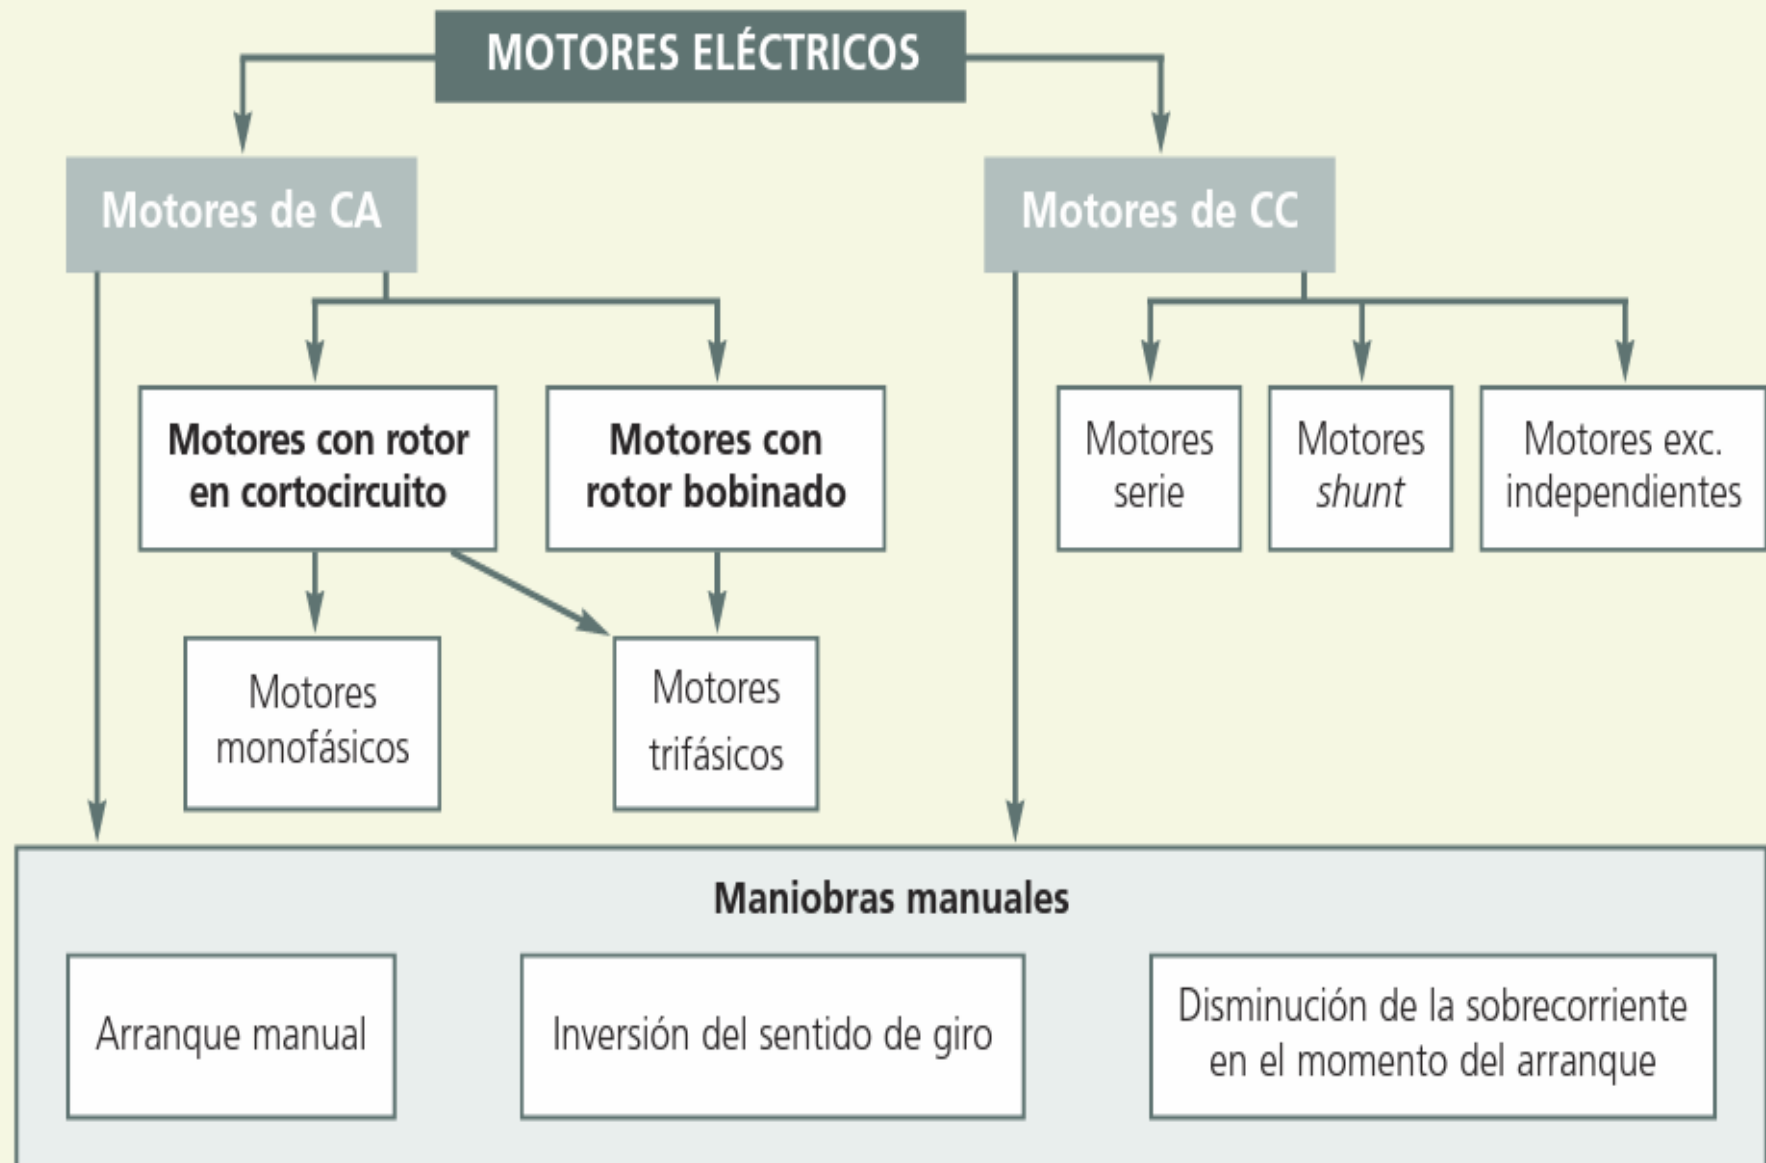 MOTORES ELÉCTRICOS
Motores de CA
Motores de CC
Motores con rotor
en cortocircuito
Motores con
rotor bobinado
Motores
serie
Motores
shunt
Motores exc.
independientes
Motores
monofásicos
Motores
trifásicos
Maniobras manuales
Arranque manual
Inversión del sentido de giro
Disminución de la sobrecorriente
en el momento del arranque